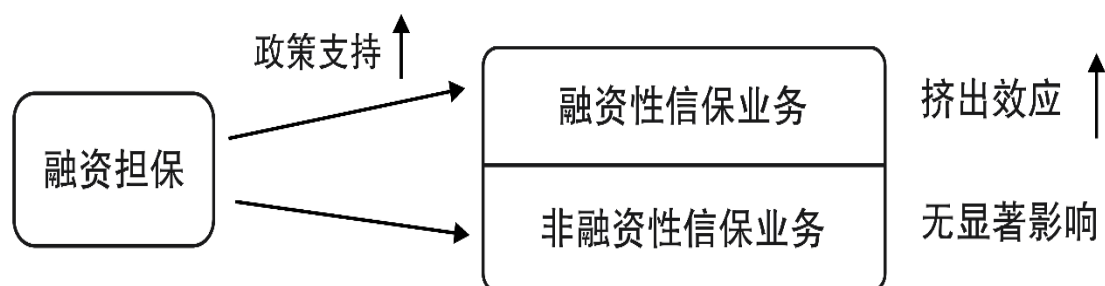 政策支持
融资担保
融资性信保业务
挤出效应
非融资性信保业务
无显著影响